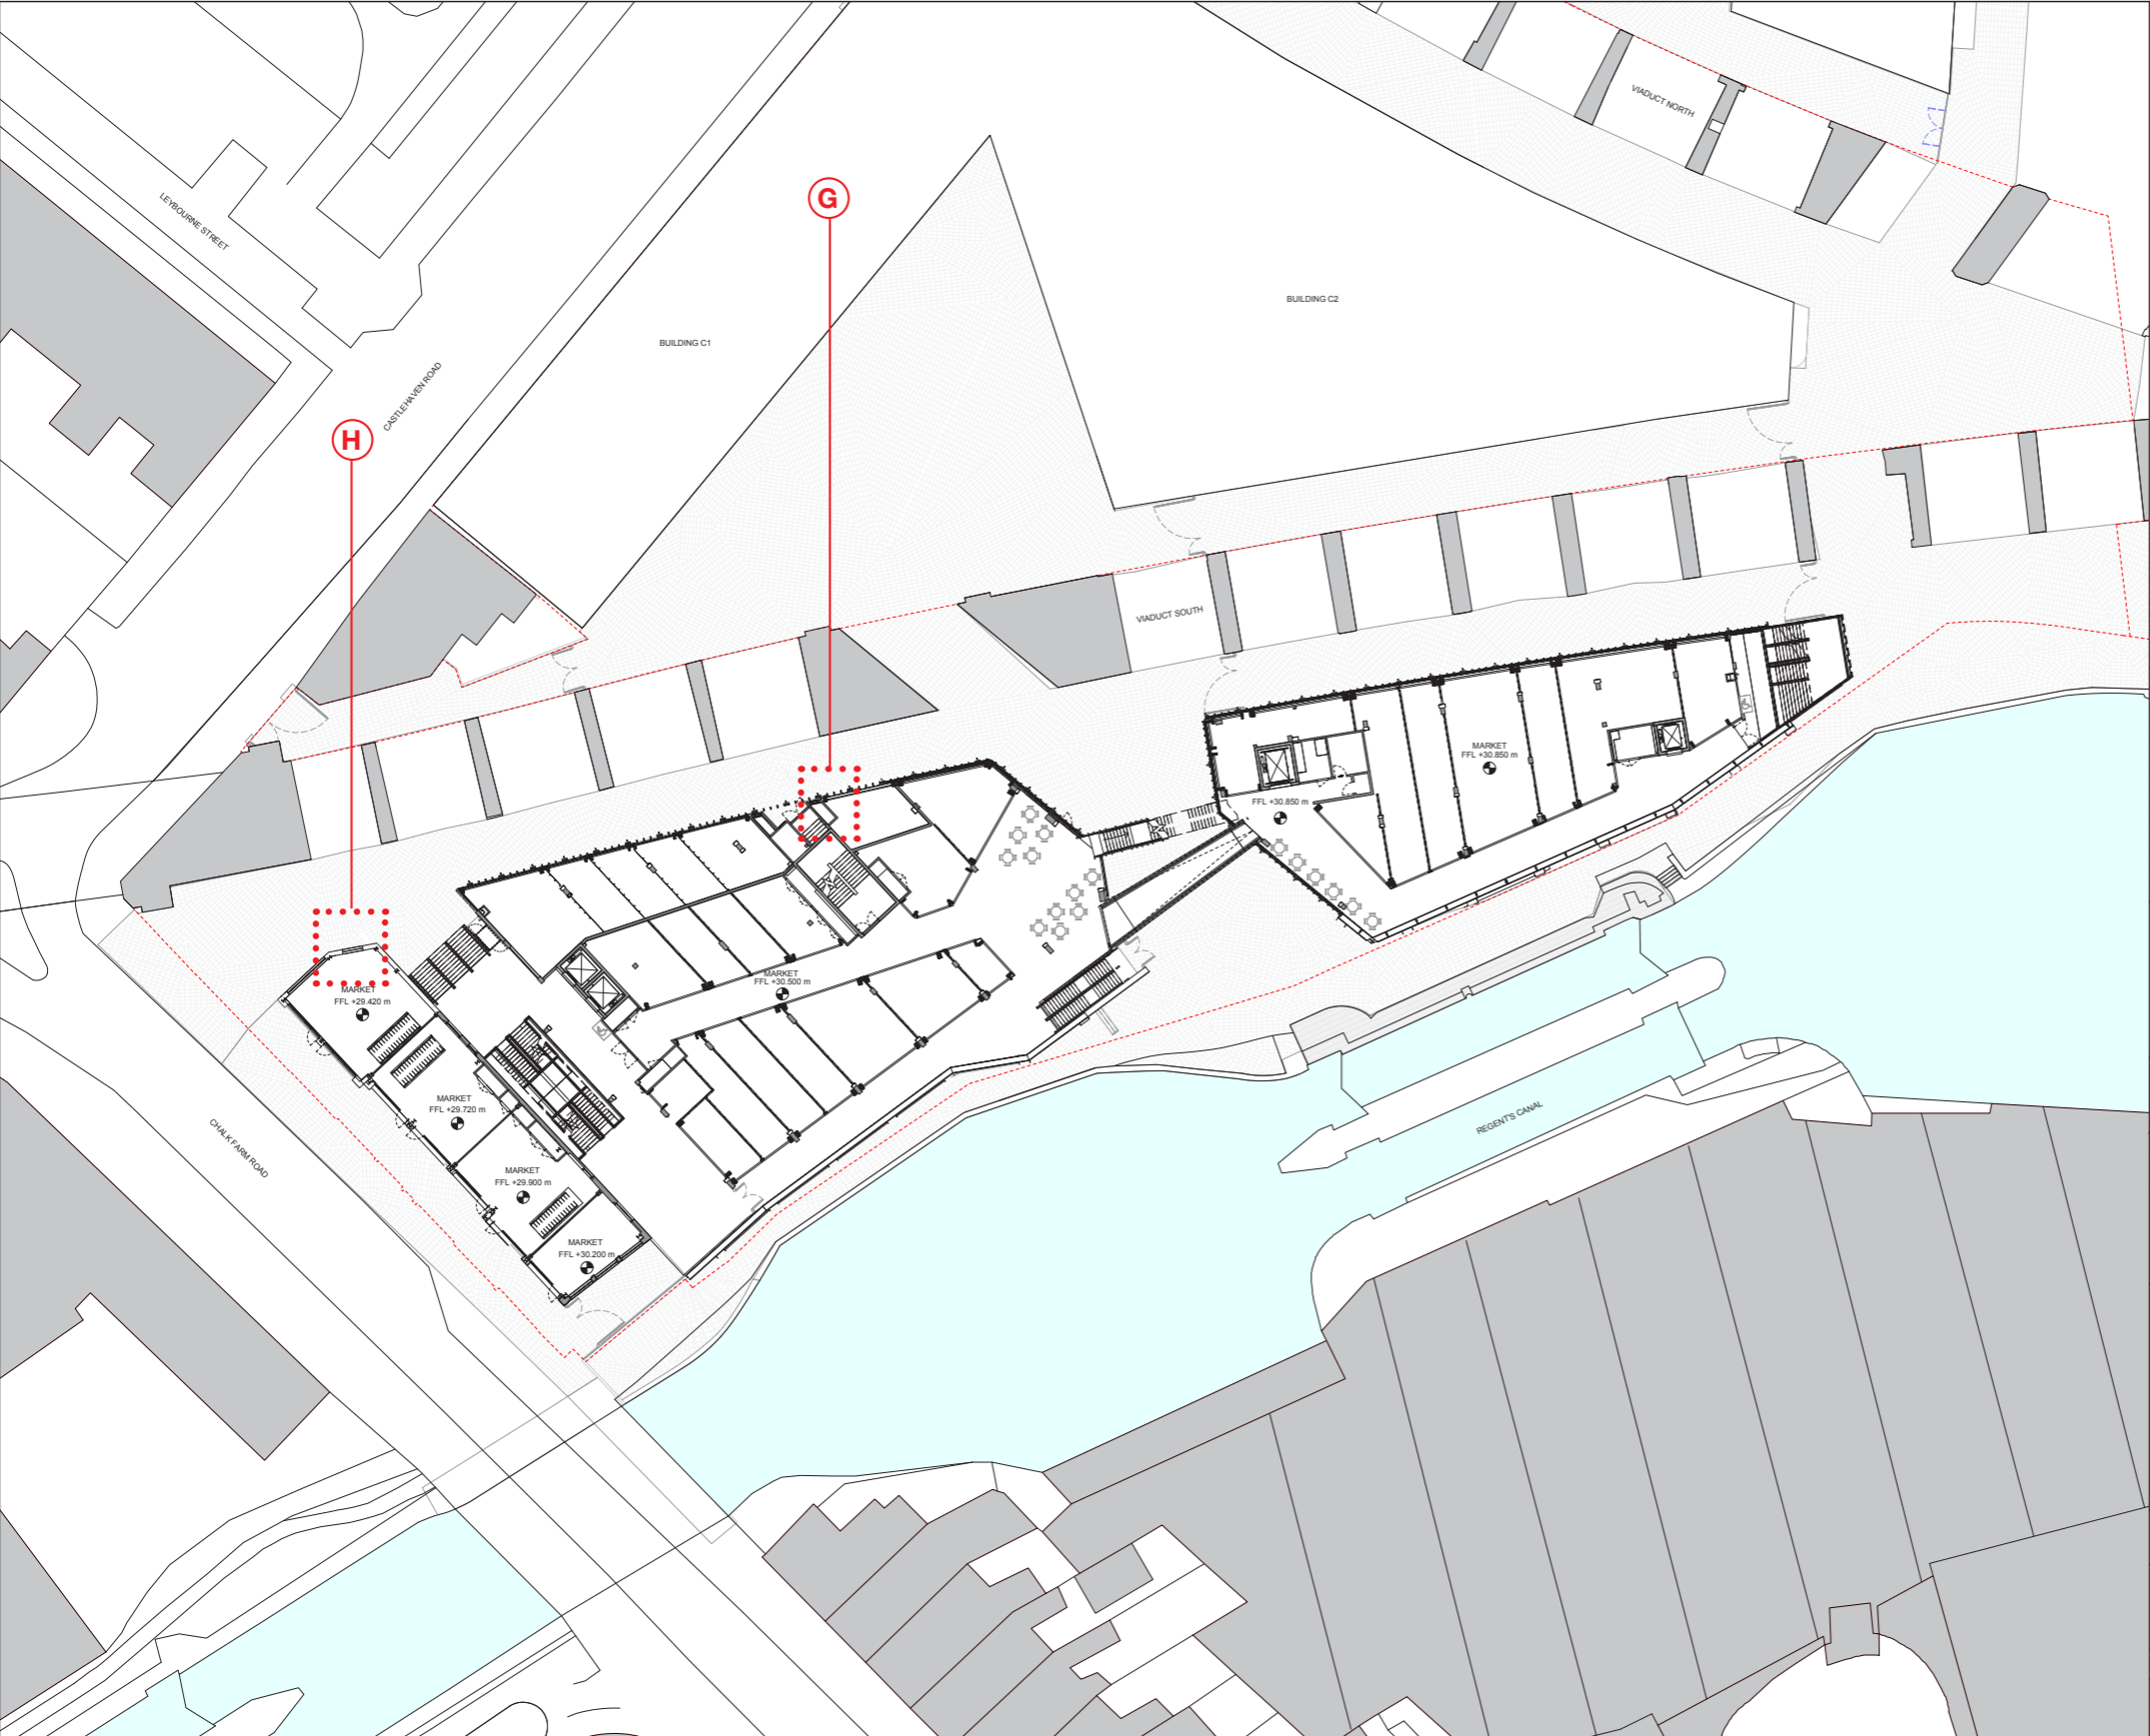 VIADUCT NORTH
G
LEYBOURNE STREET
BUILDING C2
BUILDING C1
CASTLEHAVEN ROAD
H
VIADUCT SOUTH
MARKET
FFL +30.850 m
FFL +30.850 m
MARKET
FFL +30.500 m
MARKET
FFL +29.420 m
MARKET
FFL +29.720 m
REGENT'S CANAL
CHALK FARM ROAD
MARKET
FFL +29.900 m
MARKET
FFL +30.200 m